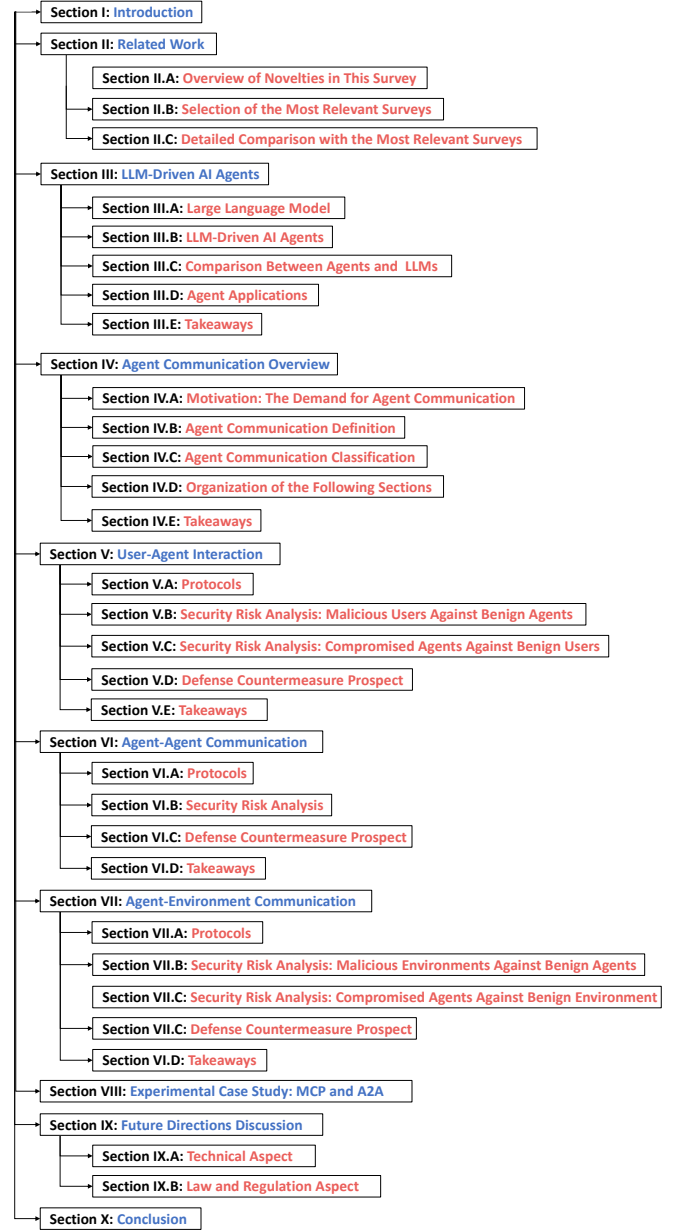 Section I: Introduction
Section II: Related Work
Section II.A: Overview of Novelties in This Survey
Section II.B: Selection of the Most Relevant Surveys
Section II.C: Detailed Comparison with the Most Relevant Surveys
Section III: LLM-Driven AI Agents
Section III.A: Large Language Model
Section III.B: LLM-Driven AI Agents
Section III.C: Comparison Between Agents and LLMs
Section III.D: Agent Applications
Section III.E: Takeaways
Section IV: Agent Communication Overview
Section IV.A: Motivation: The Demand for Agent Communication
Section IV.B: Agent Communication Definition
Section IV.C: Agent Communication Classification
Section IV.D: Organization of the Following Sections
Section IV.E: Takeaways
Section V: User-Agent Interaction
Section V.A: Protocols
Section V.B: Security Risk Analysis: Malicious Users Against Benign Agents
Section V.C: Security Risk Analysis: Compromised Agents Against Benign Users
Section V.D: Defense Countermeasure Prospect
Section V.E: Takeaways
Section VI: Agent-Agent Communication
Section VI.A: Protocols
Section VI.B: Security Risk Analysis
Section VI.C: Defense Countermeasure Prospect
Section VI.D: Takeaways
Section VII: Agent-Environment Communication
Section VII.A: Protocols
Section VII.B: Security Risk Analysis: Malicious Environments Against Benign Agents
Section VII.C: Security Risk Analysis: Compromised Agents Against Benign Environment
Section VII.C: Defense Countermeasure Prospect
Section VI.D: Takeaways
Section VIII: Experimental Case Study: MCP and A2A
Section IX: Future Directions Discussion
Section IX.A: Technical Aspect
Section IX.B: Law and Regulation Aspect
Section X: Conclusion